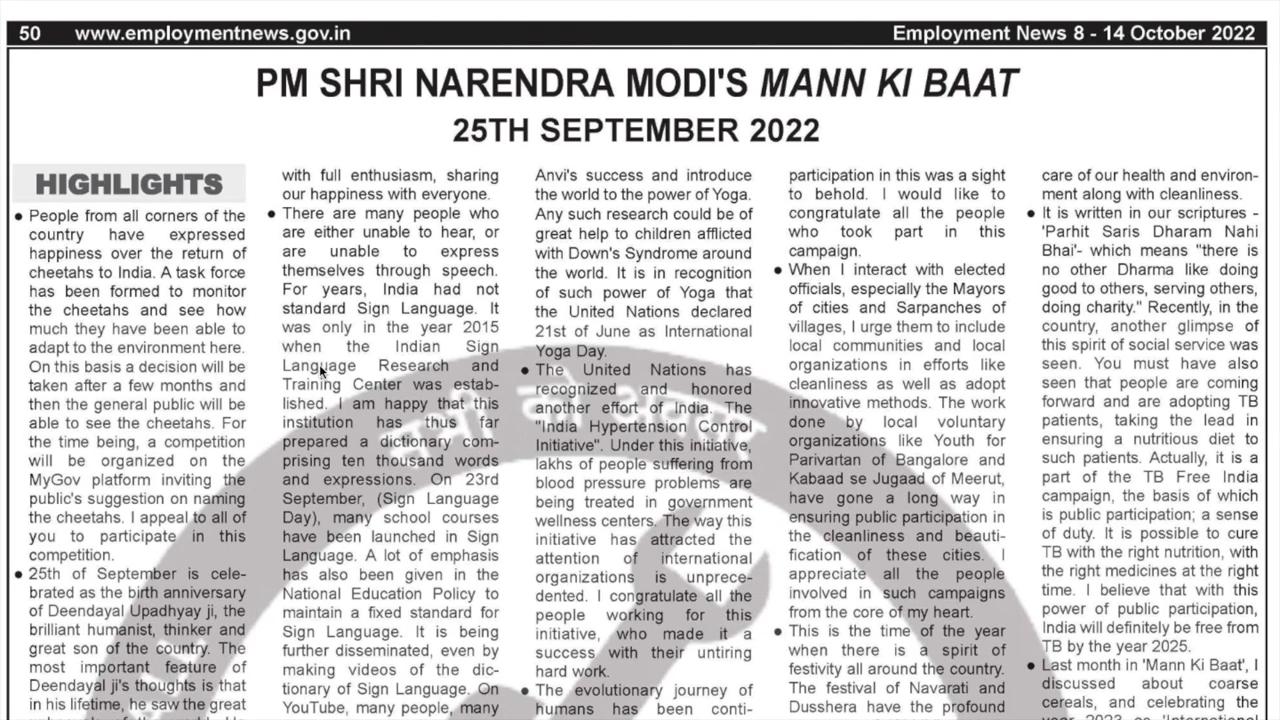 50 www.employmentnews.gov.in
Employment News 8 - 14 October 2022
PM SHRI NARENDRA MODI'S MANN KI BAAT
25TH SEPTEMBER 2022
HIGHLIGHTS
● People from all corners of the
country have expressed
happiness over the return of
cheetahs to India. A task force
has been formed to monitor
the cheetahs and see how
much they have been able to
adapt to the environment here.
On this basis a decision will be
taken after a few months and
then the general public will be
able to see the cheetahs. For
the time being, a competition
will be organized on the
MyGov platform inviting the
public's suggestion on naming
the cheetahs. I appeal to all of
you to participate in this
competition.
● 25th of September is cele-
brated as the birth anniversary
of Deendayal Upadhyay ji, the
brilliant humanist, thinker and
great son of the country. The
most important feature of
Deendayal ji's thoughts is that
in his lifetime, he saw the great
with full enthusiasm, sharing
our happiness with everyone.
● There are many people who
are either unable to hear, or
are unable to express
themselves through speech.
For years, India had not
standard Sign Language. It
was only in the year 2015
when the Indian Sign
Language Research and
Training Center was estab-
lished. I am happy that this
institution has thus far
prepared a dictionary com-
prising ten thousand words
and expressions. On 23rd
September, (Sign Language
Day), many school courses
have been launched in Sign
Language. A lot of emphasis
has also been given in the
National Education Policy to
maintain a fixed standard for
Sign Language. It is being
further disseminated, even by
making videos of the dic-
tionary of Sign Language. On
YouTube, many people, many
Anvi's success and introduce
the world to the power of Yoga.
Any such research could be of
great help to children afflicted
with Down's Syndrome around
the world. It is in recognition
of such power of Yoga that
the United Nations declared
21st of June as International
Yoga Day.
● The United Nations has
recognized and honored
another effort of India. The
"India Hypertension Control
Initiative". Under this initiative,
lakhs of people suffering from
blood pressure problems are
being treated in government
wellness centers. The way this
initiative has attracted the
attention of international
organizations is unprece-
dented. I congratulate all the
people working for this
initiative, who made it a
success with their untiring
hard work.
● The evolutionary journey of
humans has been conti-
participation in this was a sight
to behold. I would like to
congratulate all the people
who took part in this
campaign.
● When I interact with elected
officials, especially the Mayors
of cities and Sarpanches of
villages, I urge them to include
local communities and local
organizations in efforts like
cleanliness as well as adopt
innovative methods. The work
done by local voluntary
organizations like Youth for
Parivartan of Bangalore and
Kabaad se Jugaad of Meerut,
have gone a long way in
ensuring public participation in
the cleanliness and beauti-
fication of these cities. I
appreciate all the people
involved in such campaigns
from the core of my heart.
● This is the time of the year
when there is a spirit of
festivity all around the country.
The festival of Navarati and
Dusshera have the profound
care of our health and environ-
ment along with cleanliness.
● It is written in our scriptures -
'Parhit Saris Dharam Nahi
Bhai'- which means "there is
no other Dharma like doing
good to others, serving others,
doing charity." Recently, in the
country, another glimpse of
this spirit of social service was
seen. You must have also
seen that people are coming
forward and are adopting TB
patients, taking the lead in
ensuring a nutritious diet to
such patients. Actually, it is a
part of the TB Free India
campaign, the basis of which
is public participation; a sense
of duty. It is possible to cure
TB with the right nutrition, with
the right medicines at the right
time. I believe that with this
power of public participation,
India will definitely be free from
TB by the year 2025.
● Last month in 'Mann Ki Baat', I
discussed about coarse
cereals, and celebrating the